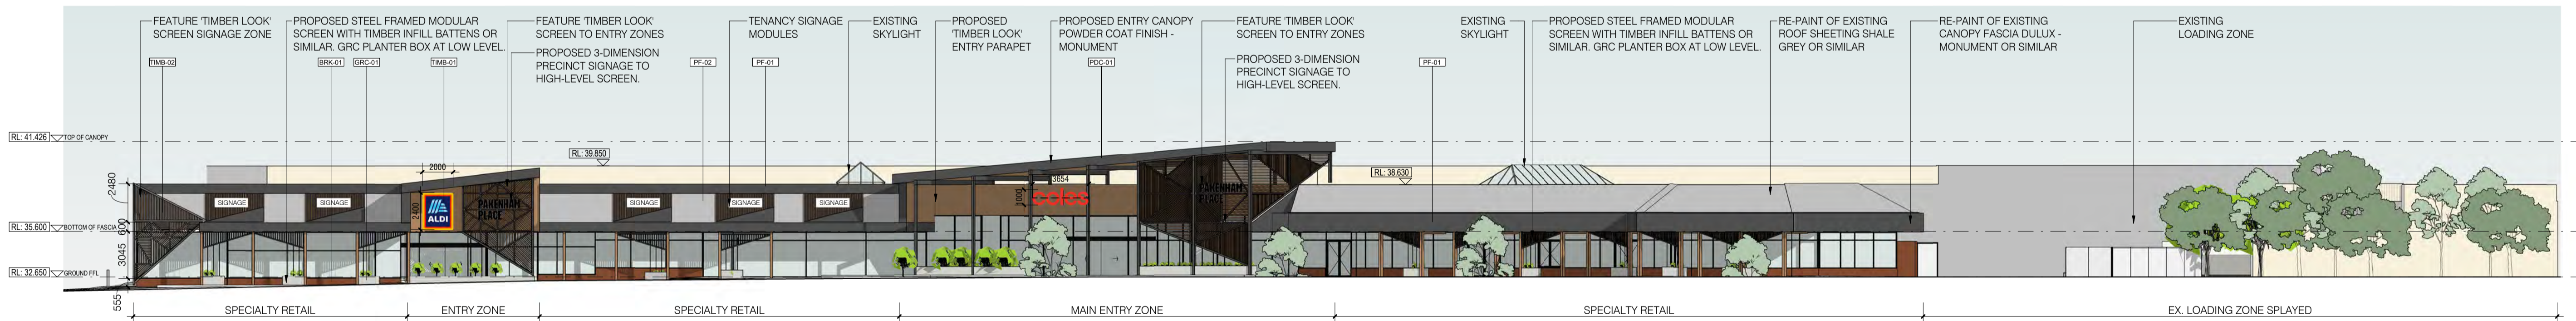 FEATURE 'TIMBER LOOK'
SCREEN SIGNAGE ZONE
PROPOSED STEEL FRAMED MODULAR
SCREEN WITH TIMBER INFILL BATTENS OR
SIMILAR. GRC PLANTER BOX AT LOW LEVEL.
FEATURE 'TIMBER LOOK'
SCREEN TO ENTRY ZONES
PROPOSED 3-DIMENSION
PRECINCT SIGNAGE TO
HIGH-LEVEL SCREEN.
TENANCY SIGNAGE
MODULES
EXISTING
SKYLIGHT
PROPOSED
'TIMBER LOOK'
ENTRY PARAPET
PROPOSED ENTRY CANOPY
POWDER COAT FINISH -
MONUMENT
FEATURE 'TIMBER LOOK'
SCREEN TO ENTRY ZONES
PROPOSED 3-DIMENSION
PRECINCT SIGNAGE TO
HIGH-LEVEL SCREEN.
EXISTING
SKYLIGHT
PROPOSED STEEL FRAMED MODULAR
SCREEN WITH TIMBER INFILL BATTENS OR
SIMILAR. GRC PLANTER BOX AT LOW LEVEL.
RE-PAINT OF EXISTING
ROOF SHEETING SHALE
GREY OR SIMILAR
RE-PAINT OF EXISTING
CANOPY FASCIA DULUX -
MONUMENT OR SIMILAR
EXISTING
LOADING ZONE
TIMB-02
BRK-01
GRC-01
TIMB-01
PF-02
PF-01
PDC-01
PF-01
RL: 41.426 TOP OF CANOPY
RL: 39.850
RL: 38.630
2000
2480
2400
3654
1000
SIGNAGE
SIGNAGE
ALDI
PAKENHAM
PLACE
SIGNAGE
SIGNAGE
SIGNAGE
coles
PAKENHAM
PLACE
RL: 35.600 BOTTOM OF FASCIA
600
3045
RL: 32.650 GROUND FFL
555
SPECIALTY RETAIL
ENTRY ZONE
SPECIALTY RETAIL
MAIN ENTRY ZONE
SPECIALTY RETAIL
EX. LOADING ZONE SPLAYED